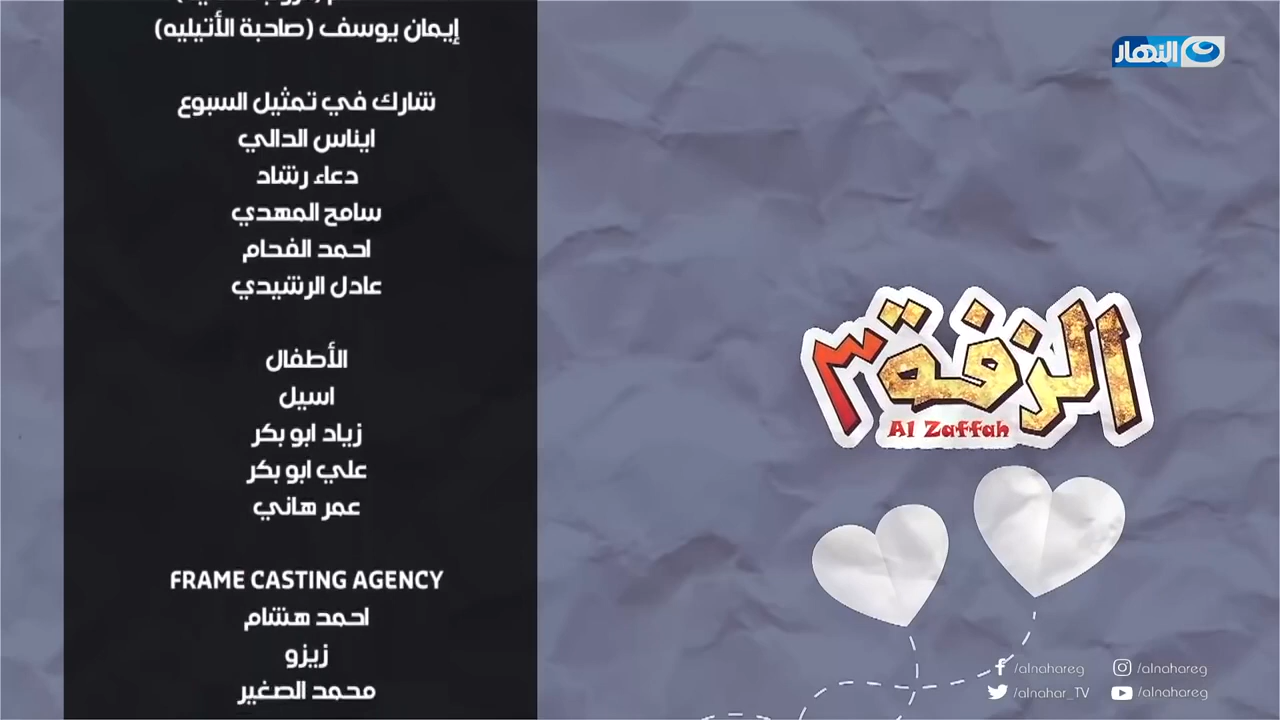 إيمان يوسف (صاحبة الأتيليه)
شارك في تمثيل السبوع
ايناس الدالي
دعاء رشاد
سامح المهدي
احمد الفحام
عادل الرشيدي
الأطفال
اسيل
زياد ابو بكر
علي ابو بكر
عمر هاني
FRAME CASTING AGENCY
احمد هشام
زيزو
محمد الصغير
النهار
الزفة ٣
Al Zaffah
/alnahareg
/alnahareg
/alnahar_TV
/alnahareg